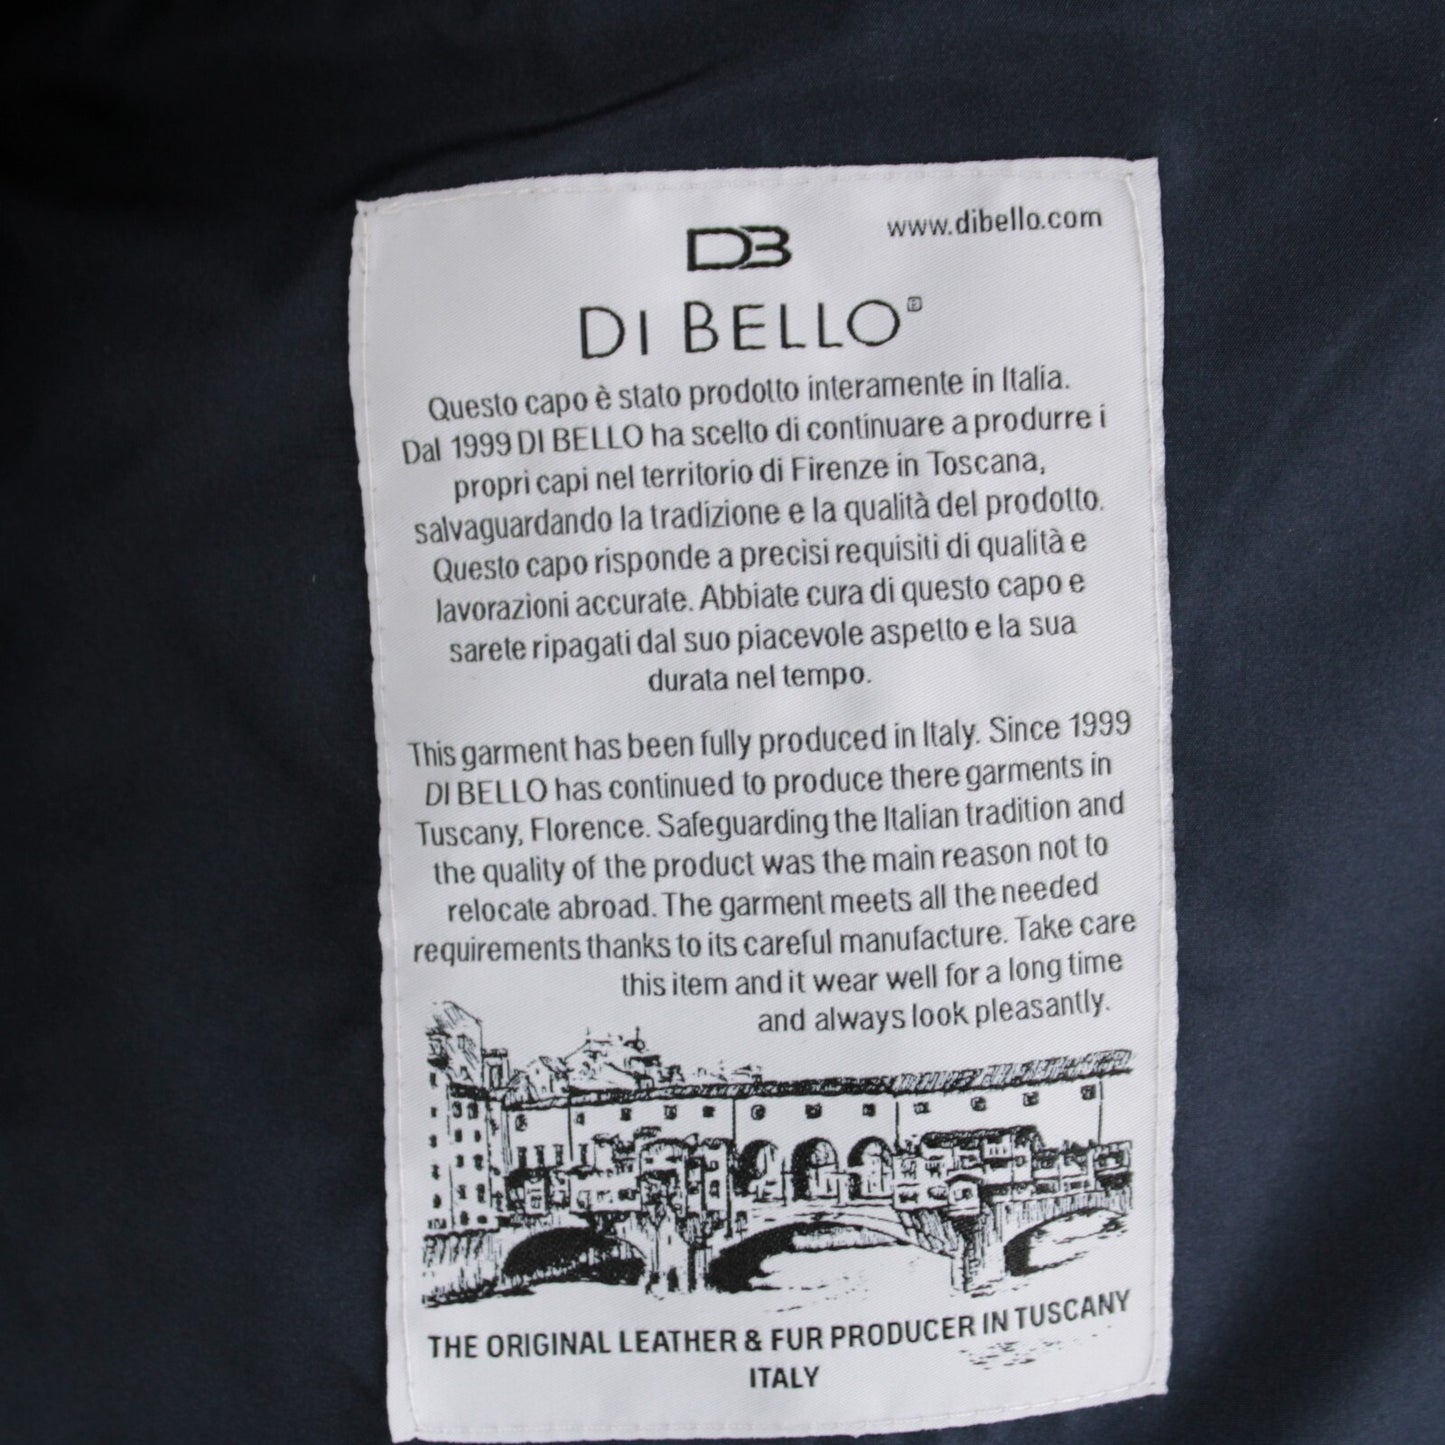 DB
www.dibello.com
DI BELLO®
Questo capo è stato prodotto interamente in Italia.
Dal 1999 DI BELLO ha scelto di continuare a produrre i
propri capi nel territorio di Firenze in Toscana,
salvaguardando la tradizione e la qualità del prodotto.
Questo capo risponde a precisi requisiti di qualità e
lavorazioni accurate. Abbiate cura di questo capo e
sarete ripagati dal suo piacevole aspetto e la sua
durata nel tempo.
This garment has been fully produced in Italy. Since 1999
DI BELLO has continued to produce there garments in
Tuscany, Florence. Safeguarding the Italian tradition and
the quality of the product was the main reason not to
relocate abroad. The garment meets all the needed
requirements thanks to its careful manufacture. Take care
this item and it wear well for a long time
and always look pleasantly.
THE ORIGINAL LEATHER & FUR PRODUCER IN TUSCANY
ITALY